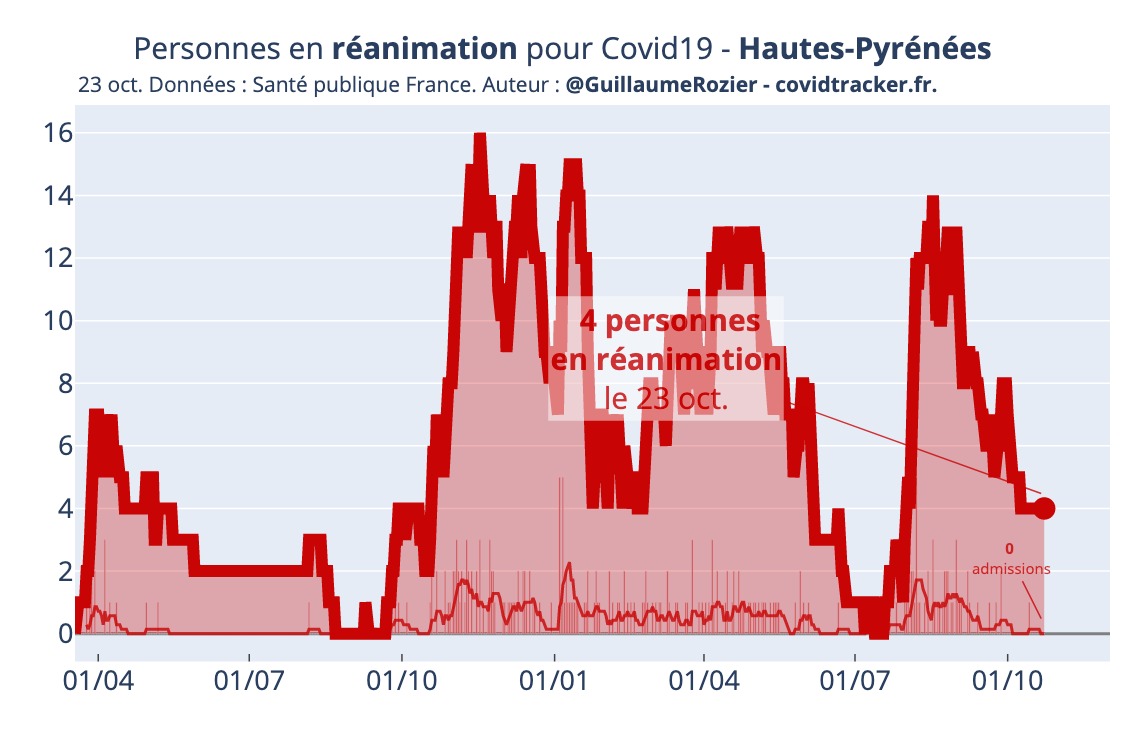 Personnes en réanimation pour Covid19 - Hautes-Pyrénées
23 oct. Données : Santé publique France. Auteur : @GuillaumeRozier - covidtracker.fr.
16
14
12
10
8
6
4
2
0
4 personnes
en réanimation
le 23 oct.
0
admissions
01/04
01/07
01/10
01/01
01/04
01/07
01/10